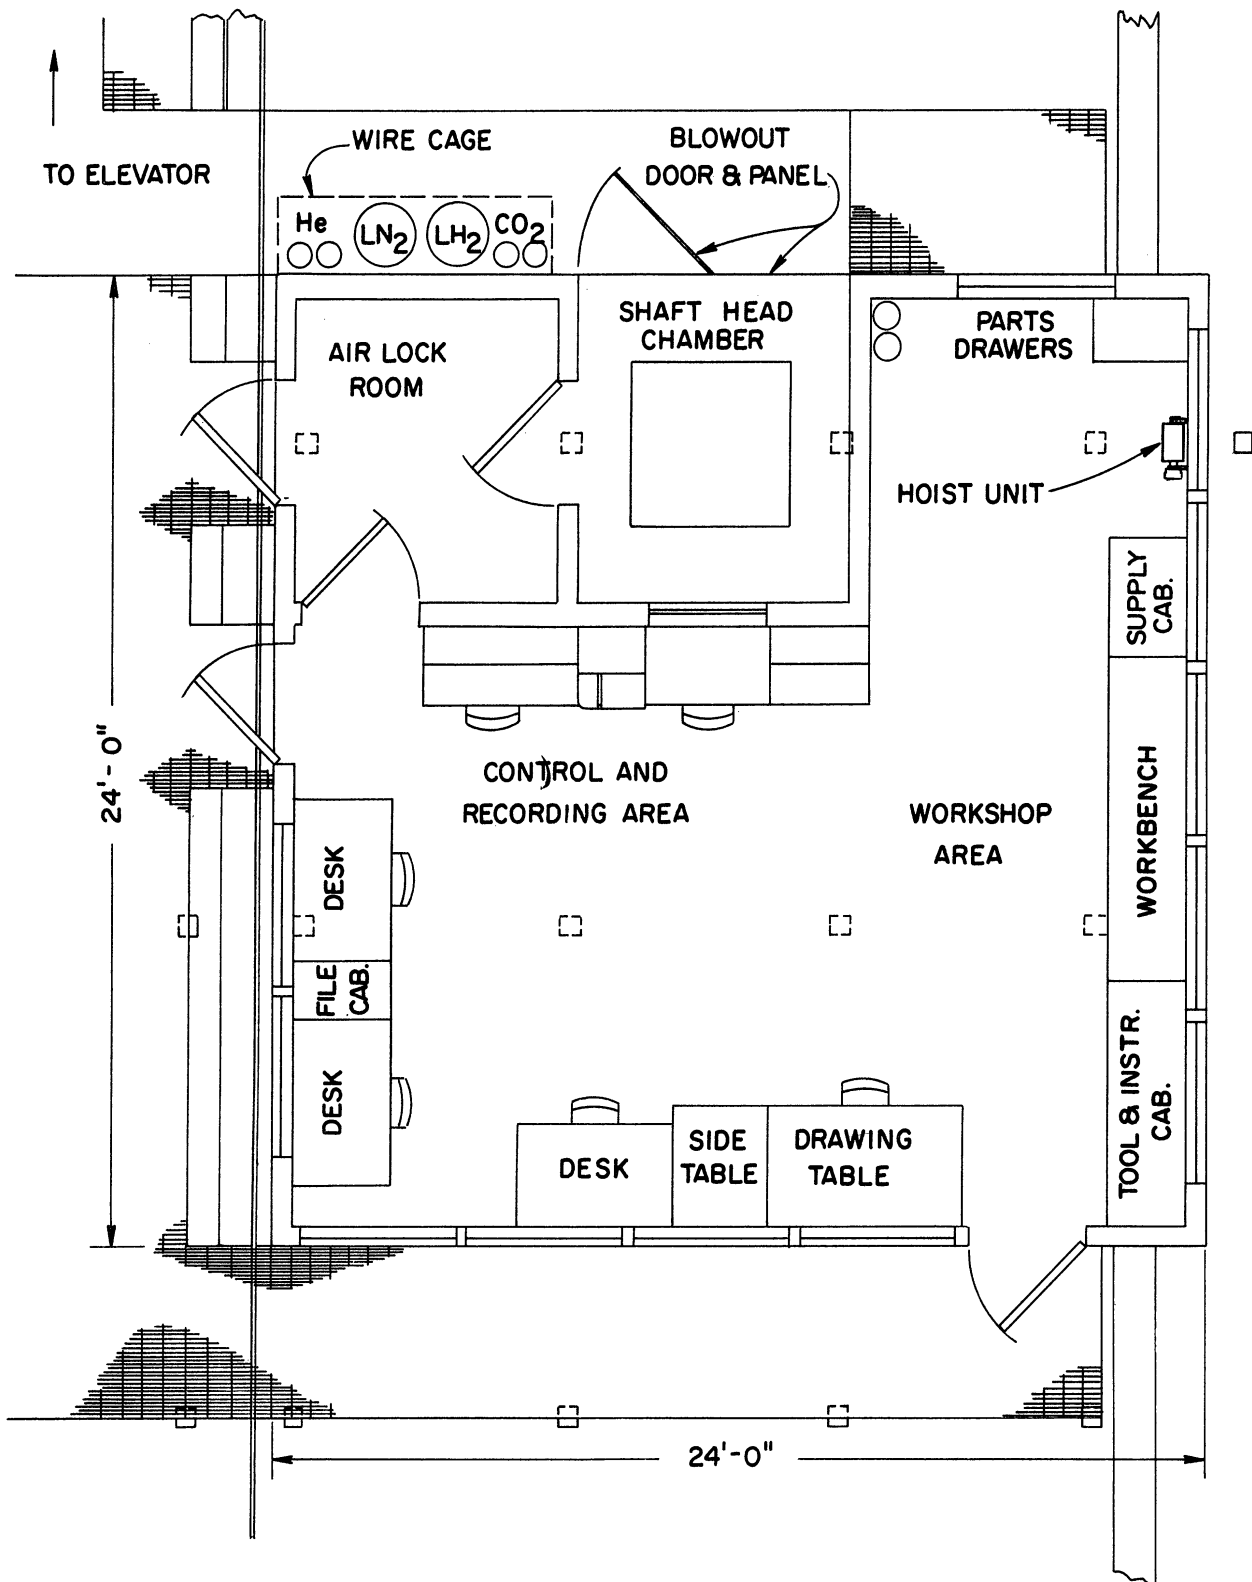 WIRE CAGE
BLOWOUT
DOOR & PANEL
TO ELEVATOR
He
LN2
LH2
CO2
SHAFT HEAD
CHAMBER
PARTS
DRAWERS
AIR LOCK
ROOM
HOIST UNIT
SUPPLY
CAB.
24'-0"
CONTROL AND
RECORDING AREA
WORKSHOP
AREA
WORKBENCH
DESK
FILE
CAB.
DESK
TOOL & INSTR.
CAB.
DESK
SIDE
TABLE
DRAWING
TABLE
24'-0"